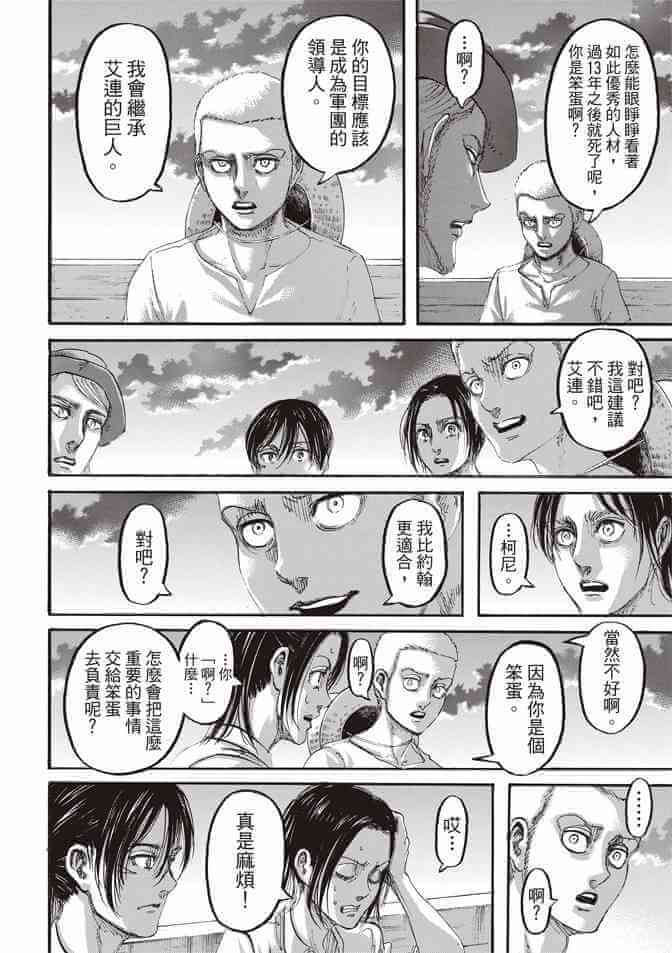 怎麼能眼睜睜看著
如此優秀的人材，
過13年之後就死了呢，
你是笨蛋啊？
…啊？
你的目標應該
是成為軍團的
領導人。
我會繼承
艾連的巨人。
對吧？
我這建議
不錯吧，
艾連。
…柯尼。
我比約翰
更適合，
對吧？
當然不好啊。
因為你是個
笨蛋。
啊？
…你
「啊？」
什麼…
怎麼會把這麼
重要的事情
交給笨蛋
去負責呢？
………
…啊？
哎…
真是麻煩！